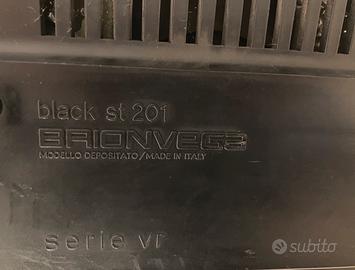 black st 201
BRIONVEGA
MODELLO DEPOSITATO/MADE IN ITALY
serie vr
subito